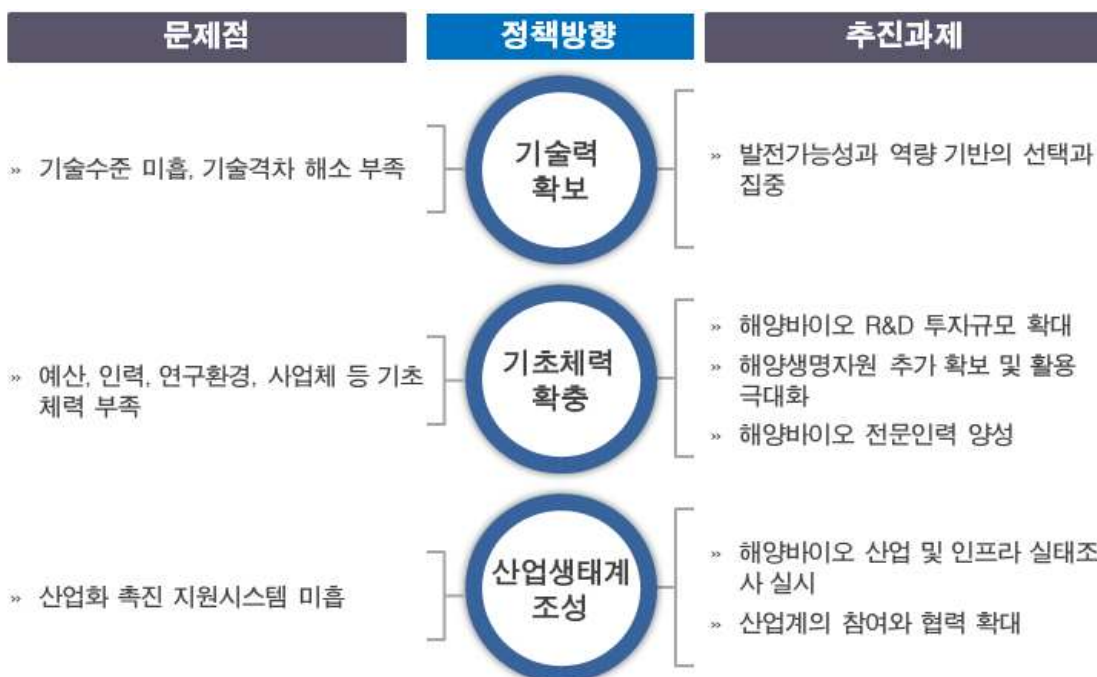 문제점
정책방향
추진과제
» 기술수준 미흡, 기술격차 해소 부족
기술력
확보
» 발전가능성과 역량 기반의 선택과
집중
» 예산, 인력, 연구환경, 사업체 등 기초
체력 부족
기초체력
확충
» 해양바이오 R&D 투자규모 확대
» 해양생명자원 추가 확보 및 활용
극대화
» 해양바이오 전문인력 양성
» 산업화 촉진 지원시스템 미흡
산업생태계
조성
» 해양바이오 산업 및 인프라 실태조
사 실시
» 산업계의 참여와 협력 확대